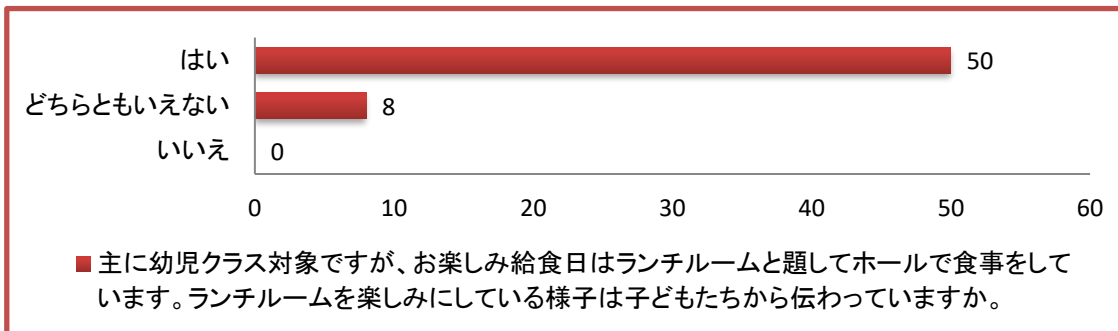 はい
50
どちらともいえない
8
いいえ
0
0 10 20 30 40 50 60
主に幼児クラス対象ですが、お楽しみ給食日はランチルームと題してホールで食事をして
います。ランチルームを楽しみにしている様子は子どもたちから伝わっていますか。